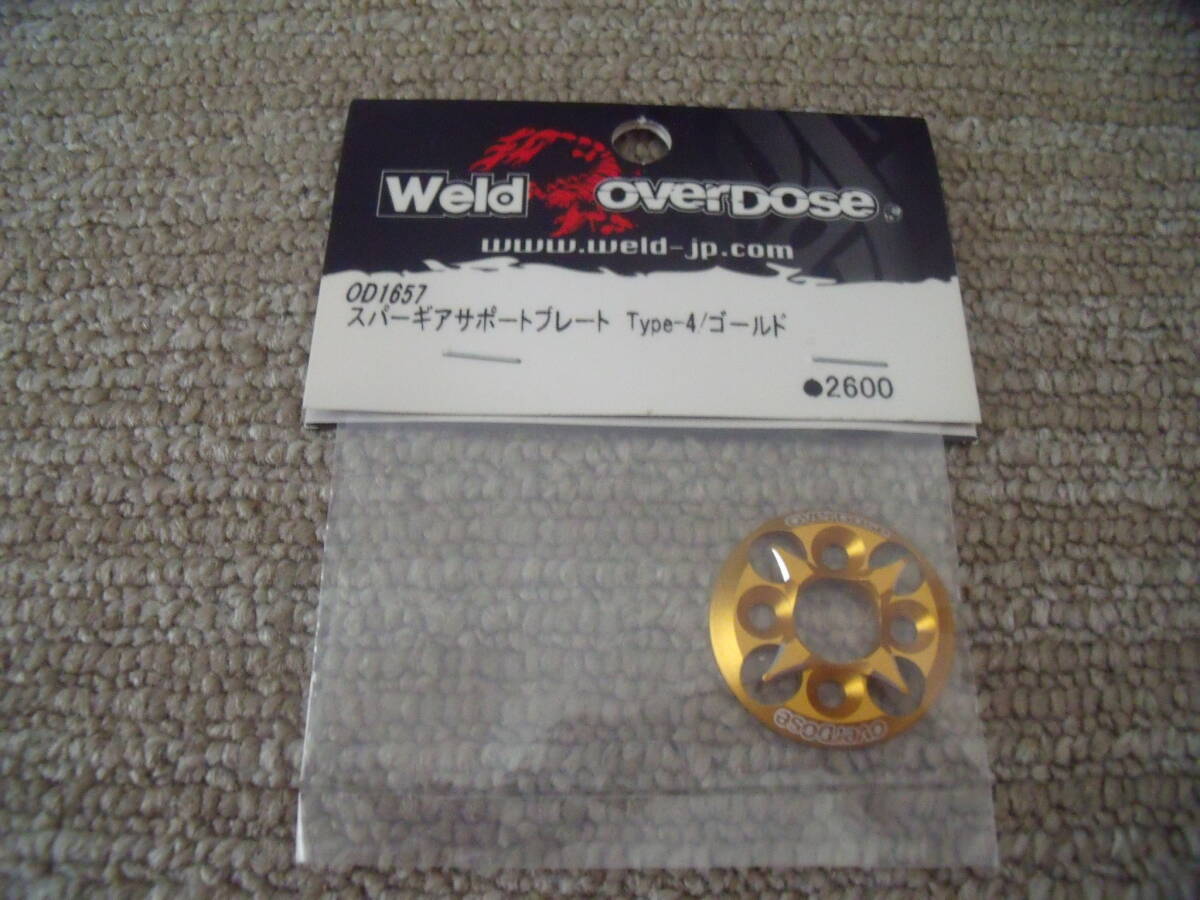 Weld OVERDOSE
www.weld-jp.com
OD1657
スパーギアサポートプレート Type-4/ゴールド
●2600
OVERDOSE